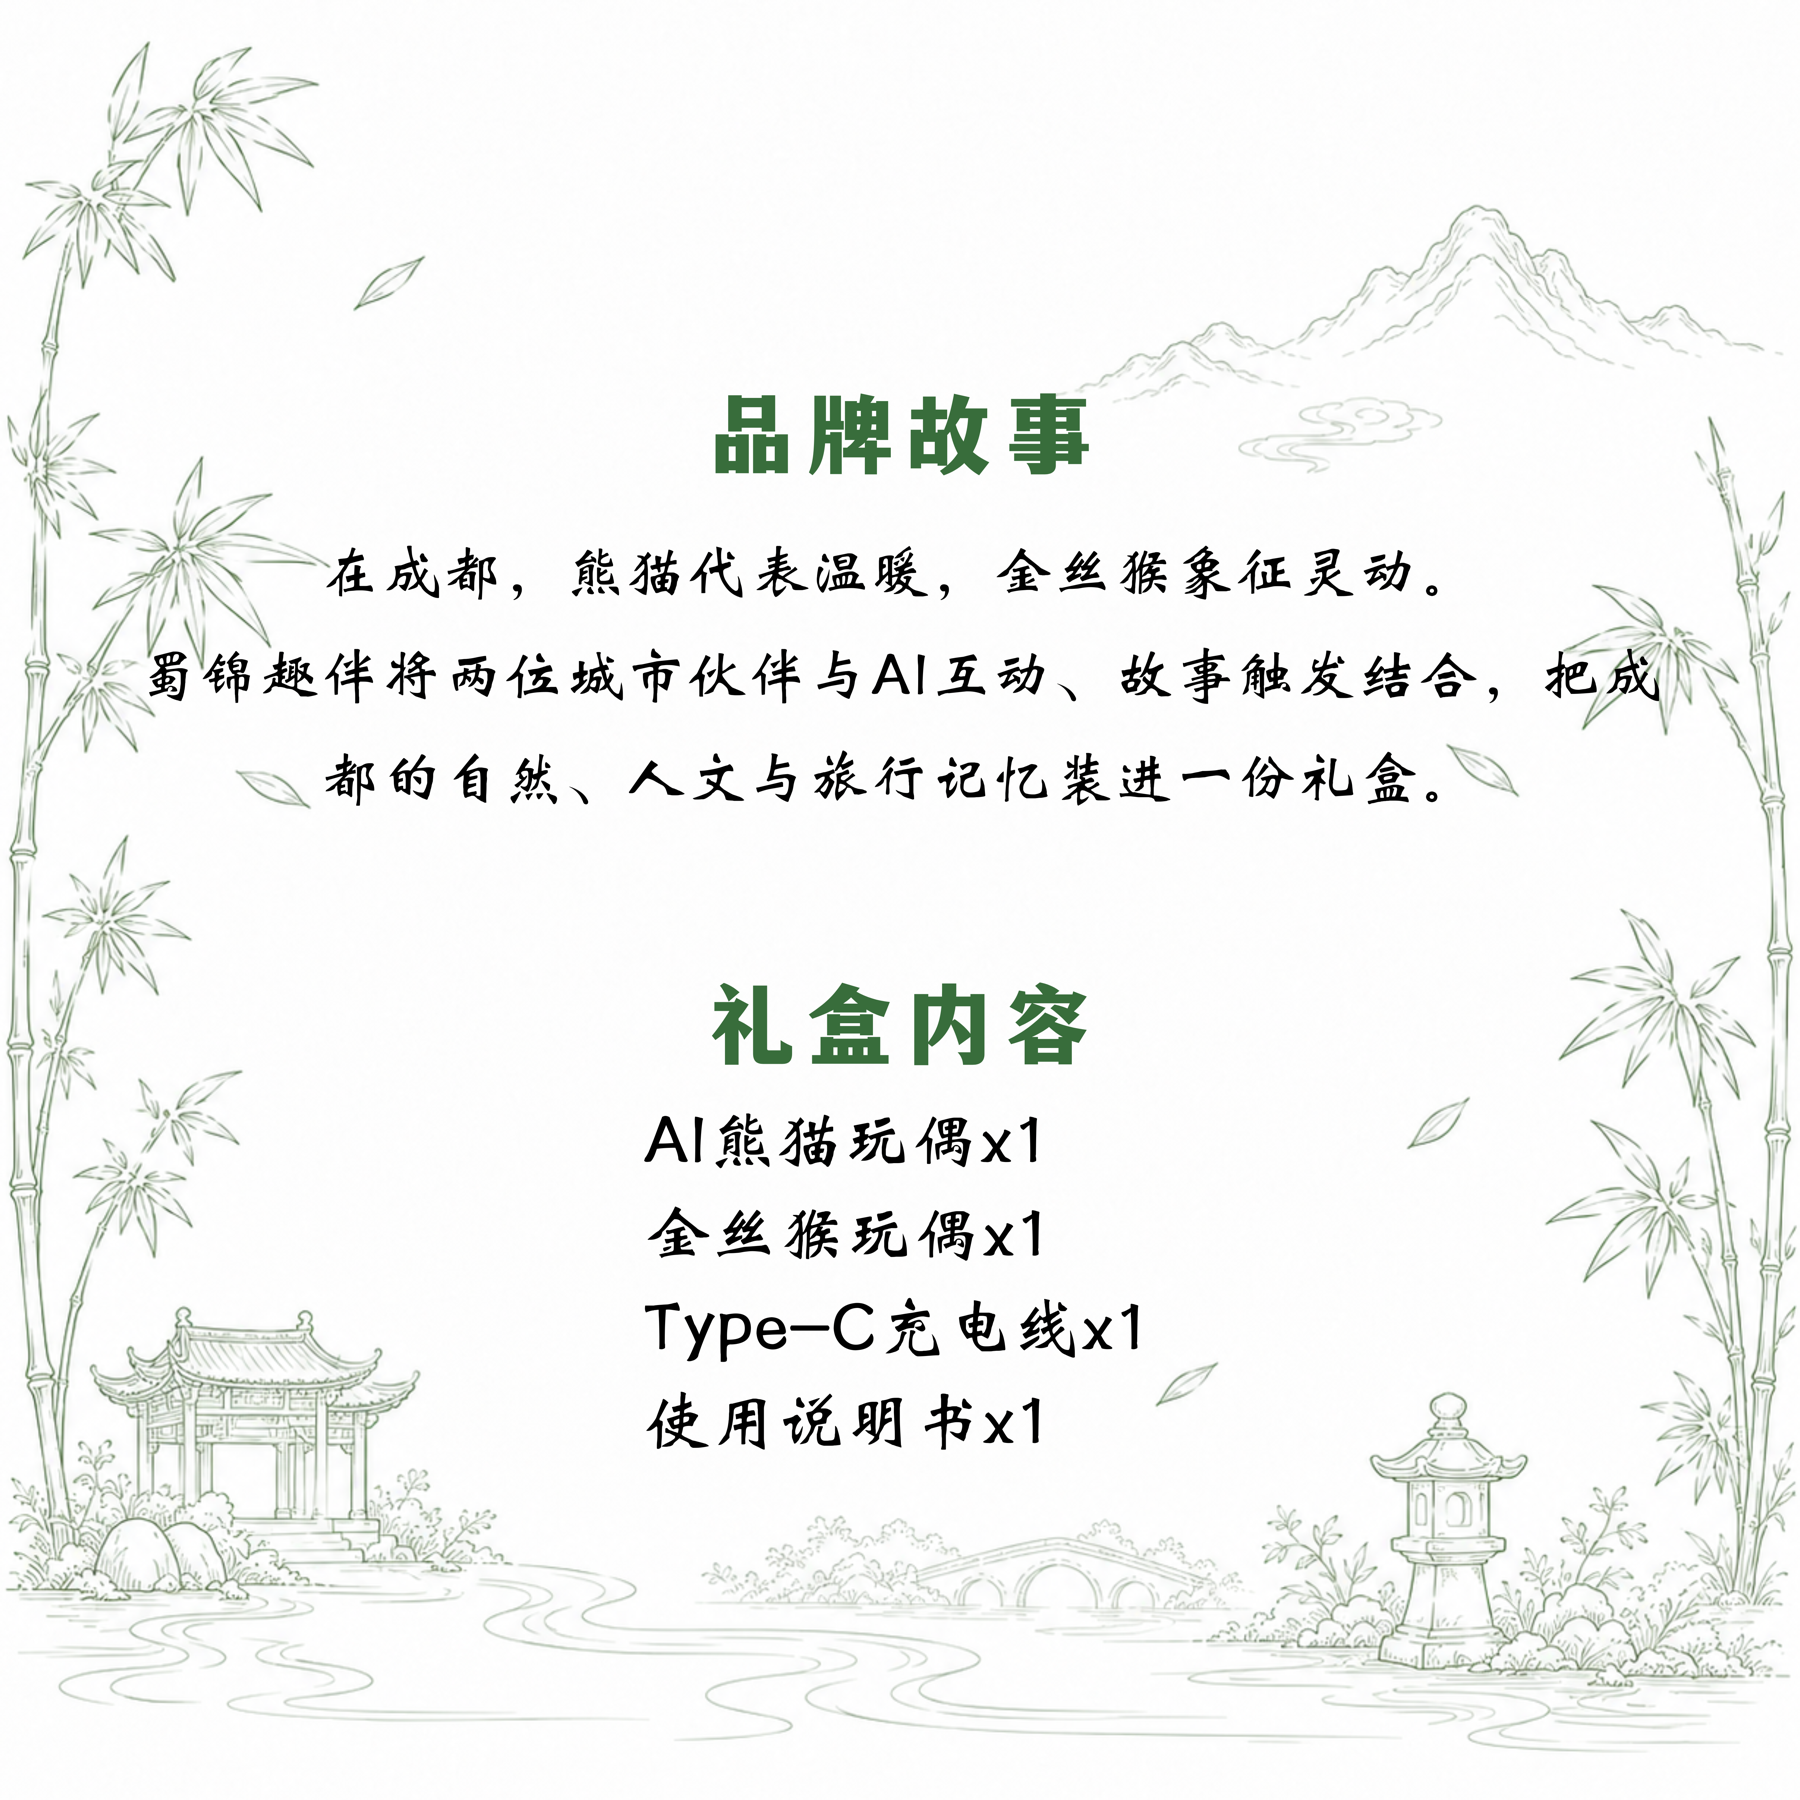 品牌故事
在成都，熊猫代表温暖，金丝猴象征灵动。
蜀锦趣伴将两位城市伙伴与AI互动、故事触发结合，把成
都的自然、人文与旅行记忆装进一份礼盒。
礼盒内容
AI熊猫玩偶x1
金丝猴玩偶x1
Type-C充电线x1
使用说明书x1